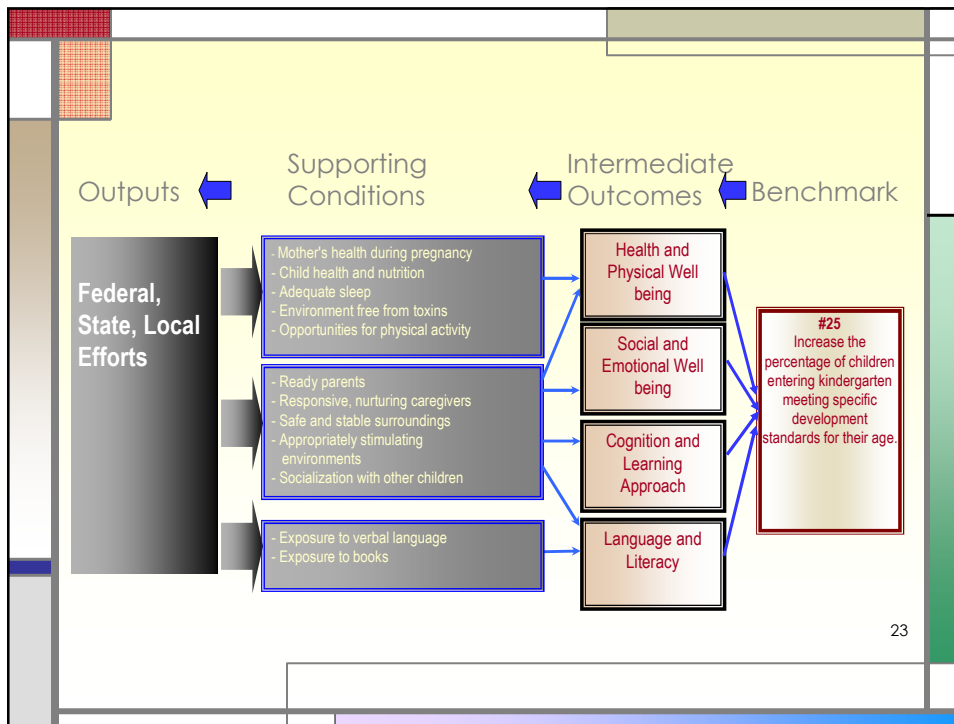 Outputs
Supporting
Conditions
Intermediate
Outcomes
Benchmark
Federal,
State, Local
Efforts
- Mother's health during pregnancy
- Child health and nutrition
- Adequate sleep
- Environment free from toxins
- Opportunities for physical activity
- Ready parents
- Responsive, nurturing caregivers
- Safe and stable surroundings
- Appropriately stimulating
environments
- Socialization with other children
- Exposure to verbal language
- Exposure to books
Health and
Physical Well
being
Social and
Emotional Well
being
Cognition and
Learning
Approach
Language and
Literacy
#25
Increase the
percentage of children
entering kindergarten
meeting specific
development
standards for their age.
23